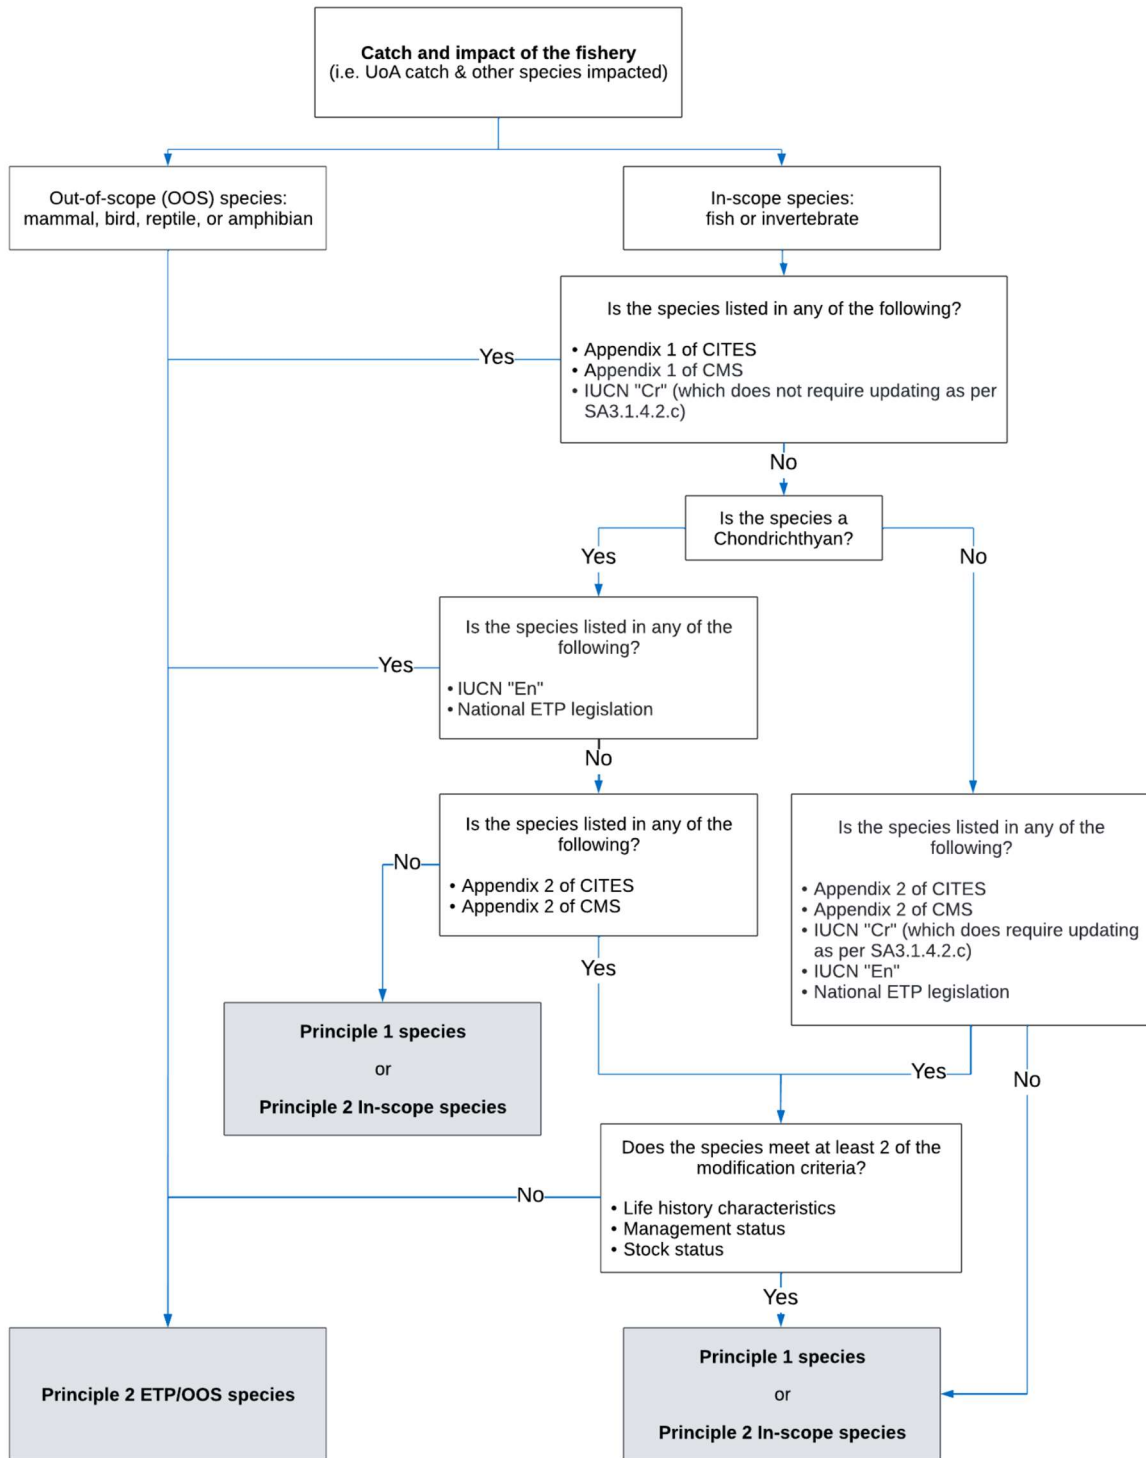 Catch and impact of the fishery
(i.e. UoA catch & other species impacted)
Out-of-scope (OOS) species:
mammal, bird, reptile, or amphibian
In-scope species:
fish or invertebrate
Is the species listed in any of the following?
• Appendix 1 of CITES
• Appendix 1 of CMS
• IUCN "Cr" (which does not require updating as per
SA3.1.4.2.c)
Yes
No
Is the species a
Chondrichthyan?
Yes
No
Is the species listed in any of the
following?
• IUCN "En"
• National ETP legislation
Yes
No
Is the species listed in any of the
following?
• Appendix 2 of CITES
• Appendix 2 of CMS
No
Yes
Is the species listed in any of the
following?
• Appendix 2 of CITES
• Appendix 2 of CMS
• IUCN "Cr" (which does require updating
as per SA3.1.4.2.c)
• IUCN "En"
• National ETP legislation
Yes
No
Principle 1 species
or
Principle 2 In-scope species
Does the species meet at least 2 of the
modification criteria?
• Life history characteristics
• Management status
• Stock status
No
Yes
Principle 2 ETP/OOS species
Principle 1 species
or
Principle 2 In-scope species